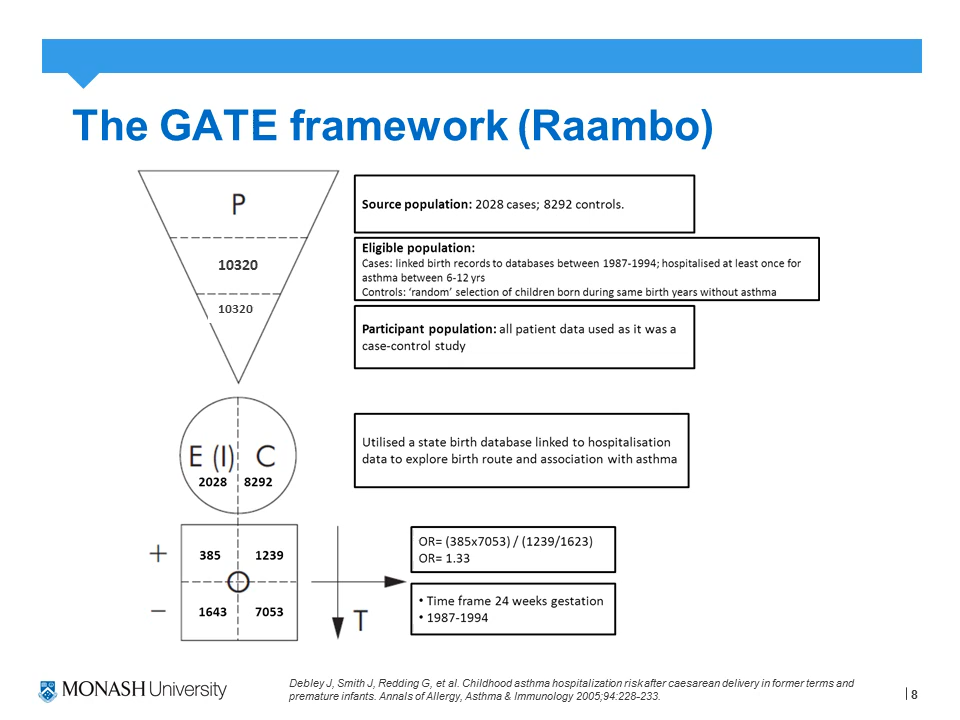 The GATE framework (Raambo)
P
10320
10320
Source population: 2028 cases; 8292 controls.
Eligible population:
Cases: linked birth records to databases between 1987-1994; hospitalised at least once for
asthma between 6-12 yrs
Controls: ‘random’ selection of children born during same birth years without asthma
Participant population: all patient data used as it was a
case-control study
E (I) C
2028 8292
Utilised a state birth database linked to hospitalisation
data to explore birth route and association with asthma
+ 385 1239
O
− 1643 7053
T
OR= (385x7053) / (1239/1623)
OR= 1.33
• Time frame 24 weeks gestation
• 1987-1994
MONASH University
Debley J, Smith J, Redding G, et al. Childhood asthma hospitalization risk after caesarean delivery in former terms and
premature infants. Annals of Allergy, Asthma & Immunology 2005;94:228-233.
8